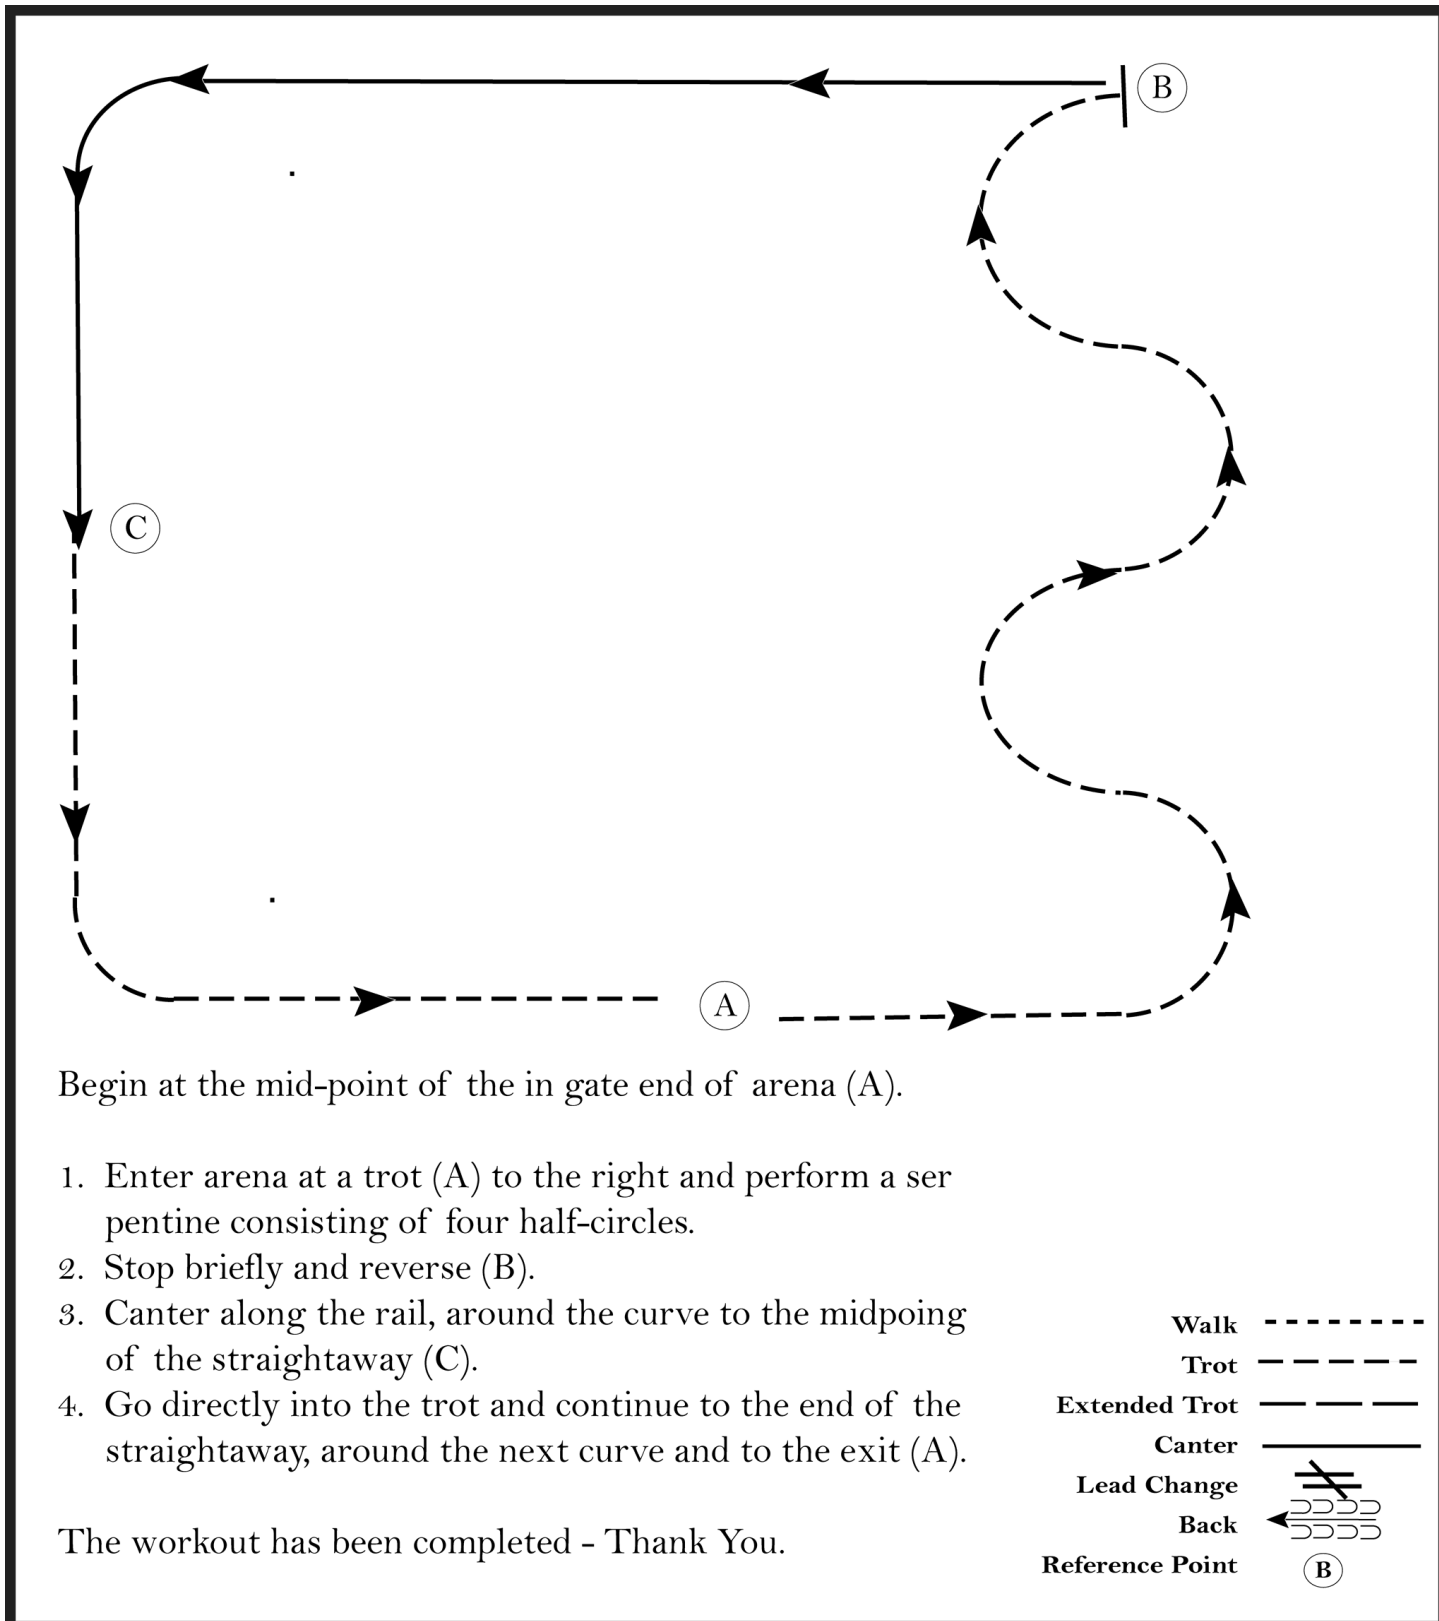 B
C
A
Begin at the mid-point of the in gate end of arena (A).
1. Enter arena at a trot (A) to the right and perform a ser
pentine consisting of four half-circles.
2. Stop briefly and reverse (B).
3. Canter along the rail, around the curve to the midpoing
of the straightaway (C).
4. Go directly into the trot and continue to the end of the
straightaway, around the next curve and to the exit (A).
The workout has been completed - Thank You.
Walk
Trot
Extended Trot
Canter
Lead Change
Back
Reference Point B